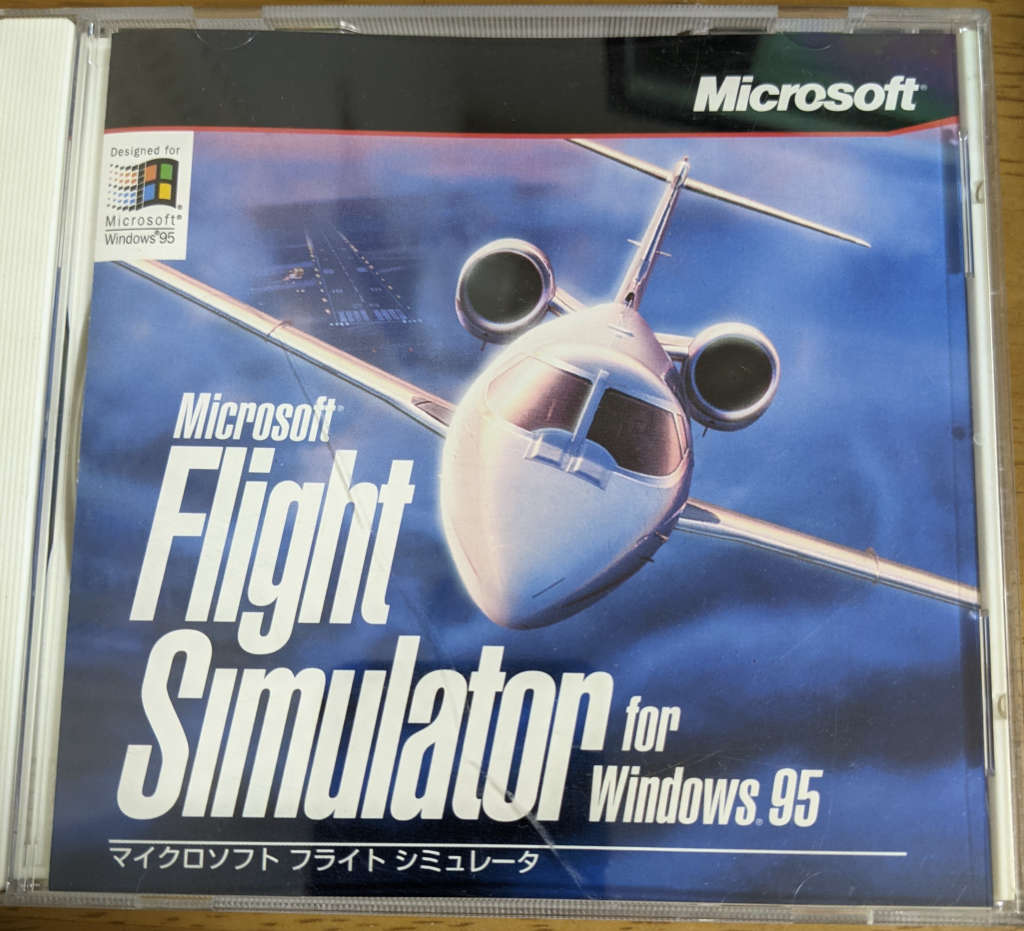 Microsoft®
Designed for
Microsoft®
Windows®95
Microsoft®
Flight
Simulator for
Windows® 95
マイクロソフト フライト シミュレータ